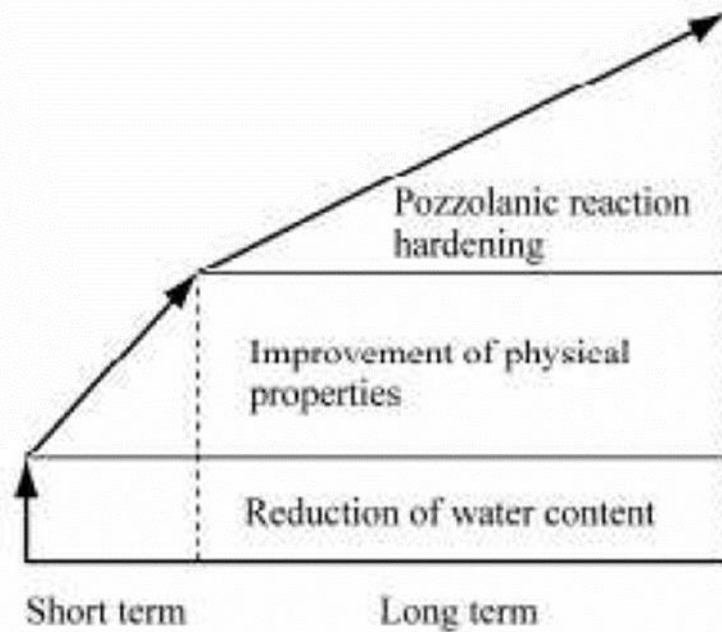 Pozzolanic reaction
hardening
Improvement of physical
properties
Reduction of water content
Short term
Long term